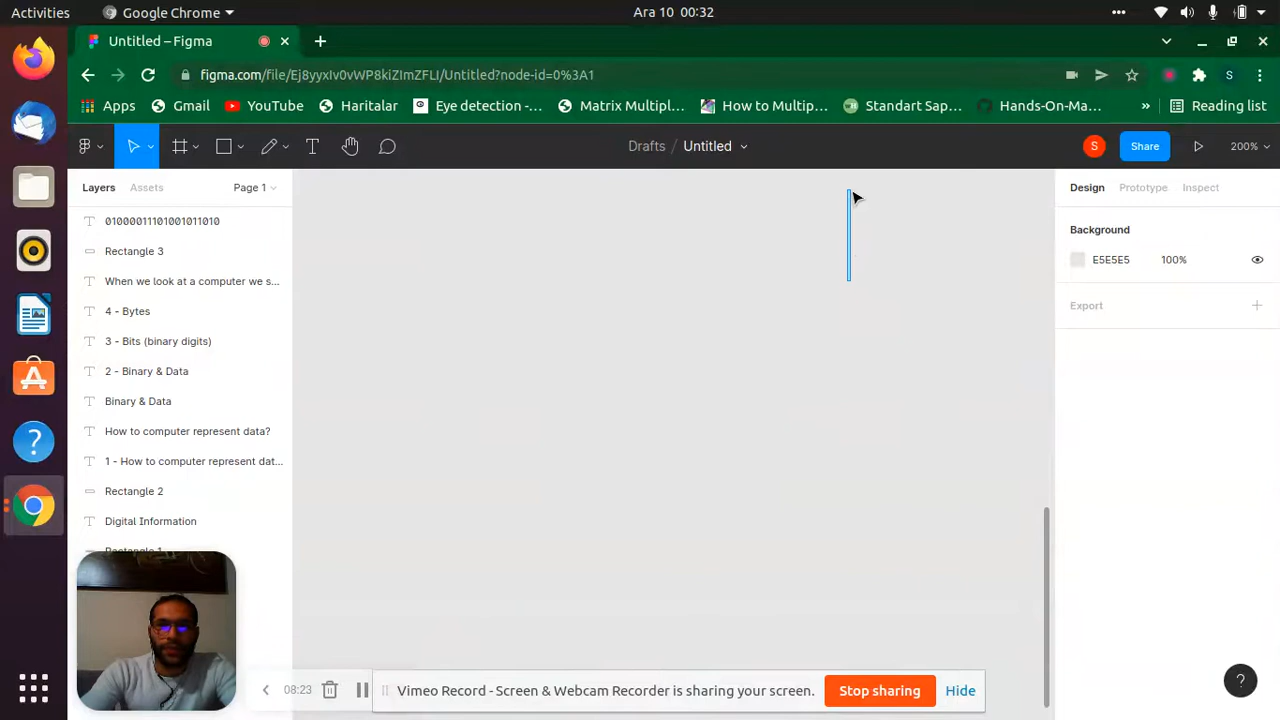 Activities
Google Chrome
Ara 10 00:32
Untitled – Figma
figma.com/file/Ej8yyxIv0vWP8kiZImZFLI/Untitled?node-id=0%3A1
S
Apps
Gmail
YouTube
Haritalar
Eye detection -...
Matrix Multipl...
How to Multip...
Standart Sap...
Hands-On-Ma...
»
Reading list
Drafts / Untitled
S
Share
200%
Layers
Assets
Page 1
Design
Prototype
Inspect
01000011101001011010
Rectangle 3
When we look at a computer we s...
4 - Bytes
3 - Bits (binary digits)
2 - Binary & Data
Binary & Data
How to computer represent data?
1 - How to computer represent dat...
Rectangle 2
Digital Information
Rectangle 1
Background
E5E5E5 100%
Export
08:23
Vimeo Record - Screen & Webcam Recorder is sharing your screen.
Stop sharing
Hide
?